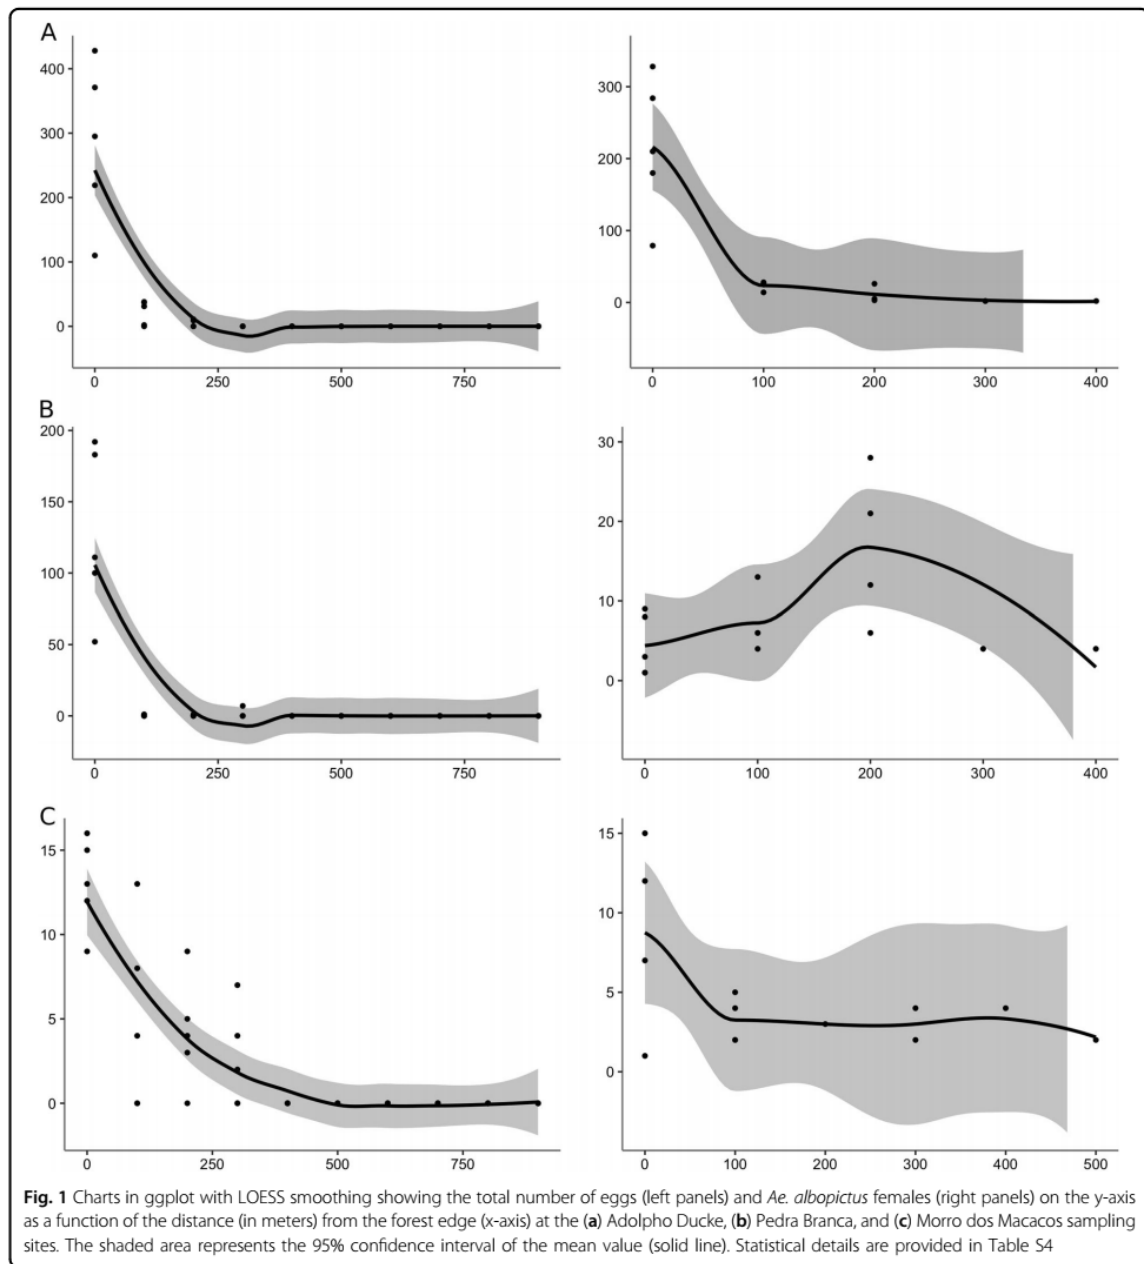 A
400
300
200
100
0
0 250 500 750
300
200
100
0
0 100 200 300 400
B
200
150
100
50
0
0 250 500 750
30
20
10
0
0 100 200 300 400
C
15
10
5
0
0 250 500 750
15
10
5
0
0 100 200 300 400 500
Fig. 1 Charts in ggplot with LOESS smoothing showing the total number of eggs (left panels) and Ae. albopictus females (right panels) on the y-axis
as a function of the distance (in meters) from the forest edge (x-axis) at the (a) Adolpho Ducke, (b) Pedra Branca, and (c) Morro dos Macacos sampling
sites. The shaded area represents the 95% confidence interval of the mean value (solid line). Statistical details are provided in Table S4